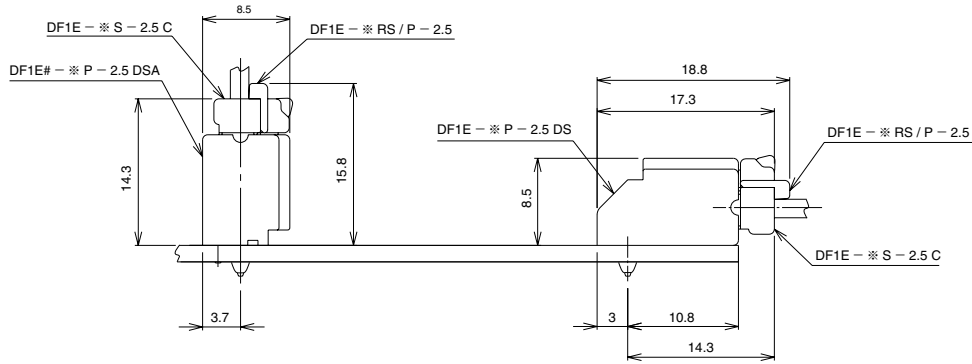 8.5
DF1E－※ S－2.5 C
DF1E－※ RS / P－2.5
DF1E#－※ P－2.5 DSA
14.3
15.8
3.7
18.8
17.3
DF1E－※ P－2.5 DS
DF1E－※ RS / P－2.5
8.5
DF1E－※ S－2.5 C
3
10.8
14.3